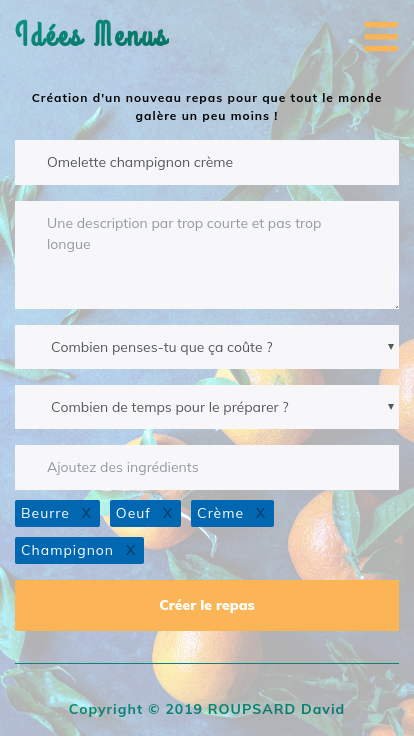 Idées Menus
Création d'un nouveau repas pour que tout le monde
galère un peu moins !
Omelette champignon crème
Une description par trop courte et pas trop
longue
Combien penses-tu que ça coûte ?
Combien de temps pour le préparer ?
Ajoutez des ingrédients
Beurre X Oeuf X Crème X
Champignon X
Créer le repas
Copyright © 2019 ROUPSARD David